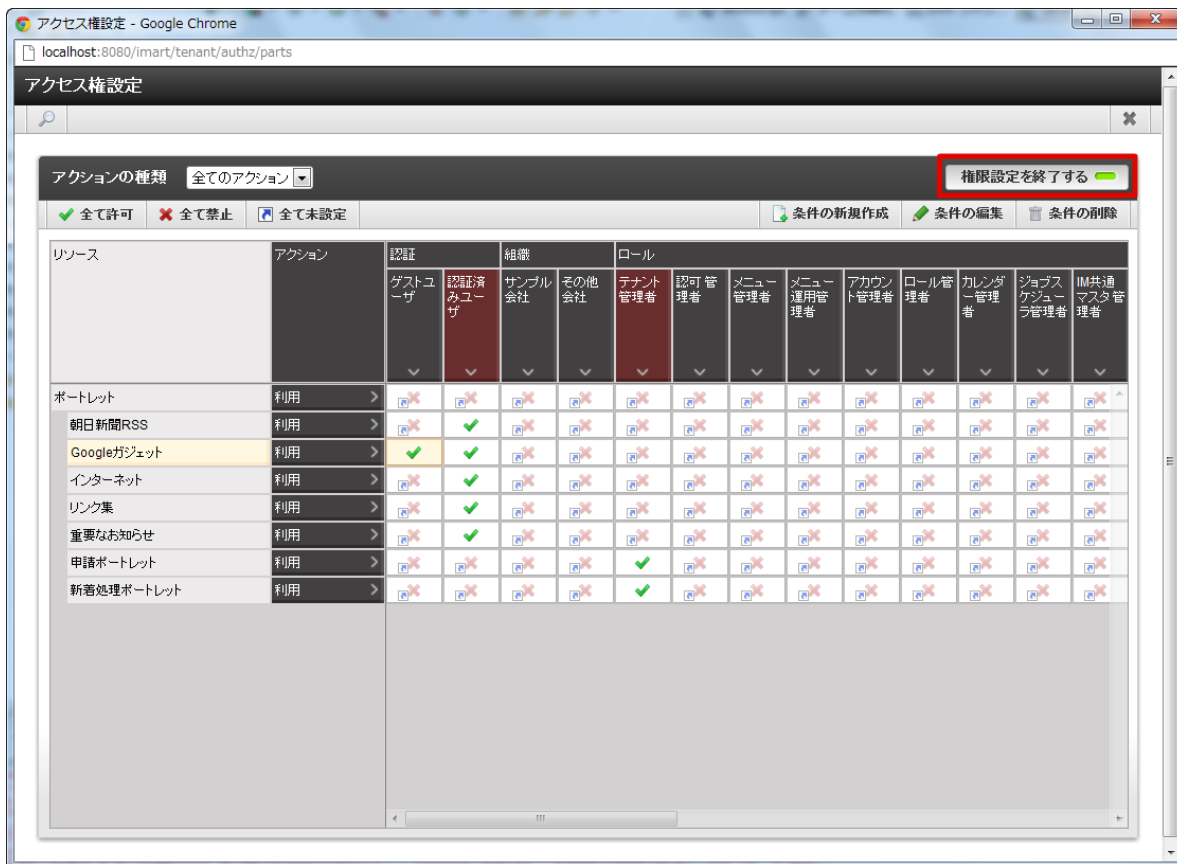 アクセス権設定 - Google Chrome
localhost:8080/imart/tenant/authz/parts
アクセス権設定
アクションの種類 全てのアクション 権限設定を終了する
全て許可 全て禁止 全て未設定 条件の新規作成 条件の編集 条件の削除
リソース アクション 認証 組織 ロール
ゲストユーザ 認証済みユーザ サンプル会社 その他会社 テナント管理者 認可管理者 メニュー管理者 メニュー運用管理者 アカウント管理者 ロール管理者 カレンダー管理者 ジョブスケジューラ管理者 IM共通マスタ管理者
ポートレット 利用
朝日新聞RSS 利用
Googleガジェット 利用
インターネット 利用
リンク集 利用
重要なお知らせ 利用
申請ポートレット 利用
新着処理ポートレット 利用